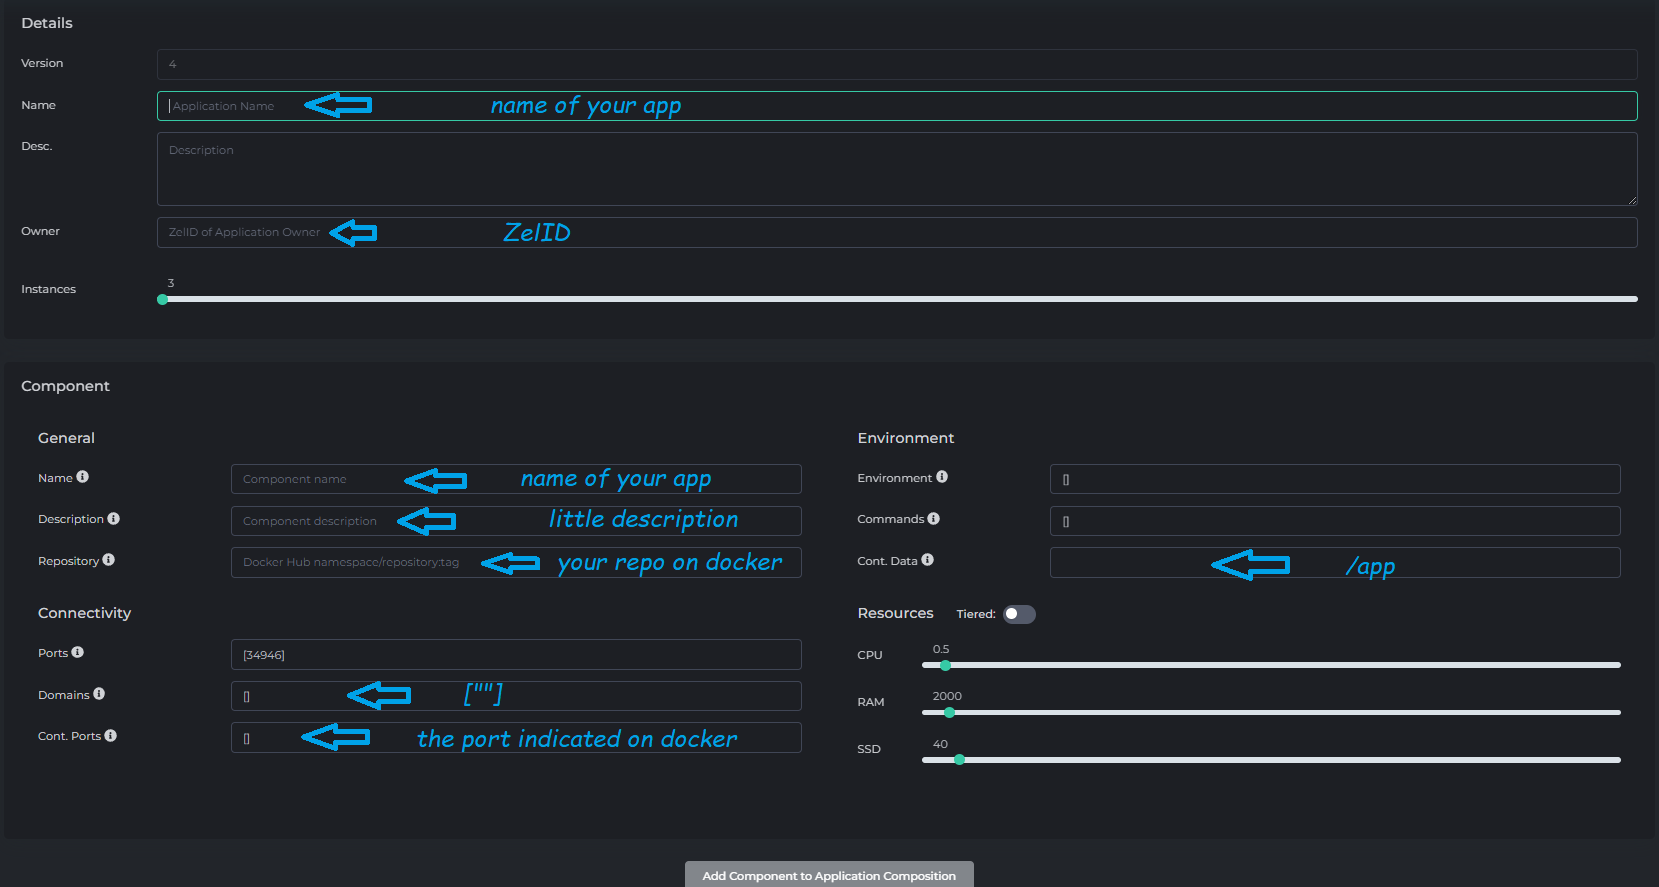 Details
Version 4
Name Application Name name of your app
Desc. Description
Owner ZelID of Application Owner ZelID
3
Instances
Component
General
Name Component name name of your app
Description Component description little description
Repository Docker Hub namespace/repository:tag your repo on docker
Connectivity
Ports [34946]
Domains [] [""]
Cont. Ports [] the port indicated on docker
Environment
Environment []
Commands []
Cont. Data /app
Resources Tiered:
0.5
CPU
2000
RAM
40
SSD
Add Component to Application Composition